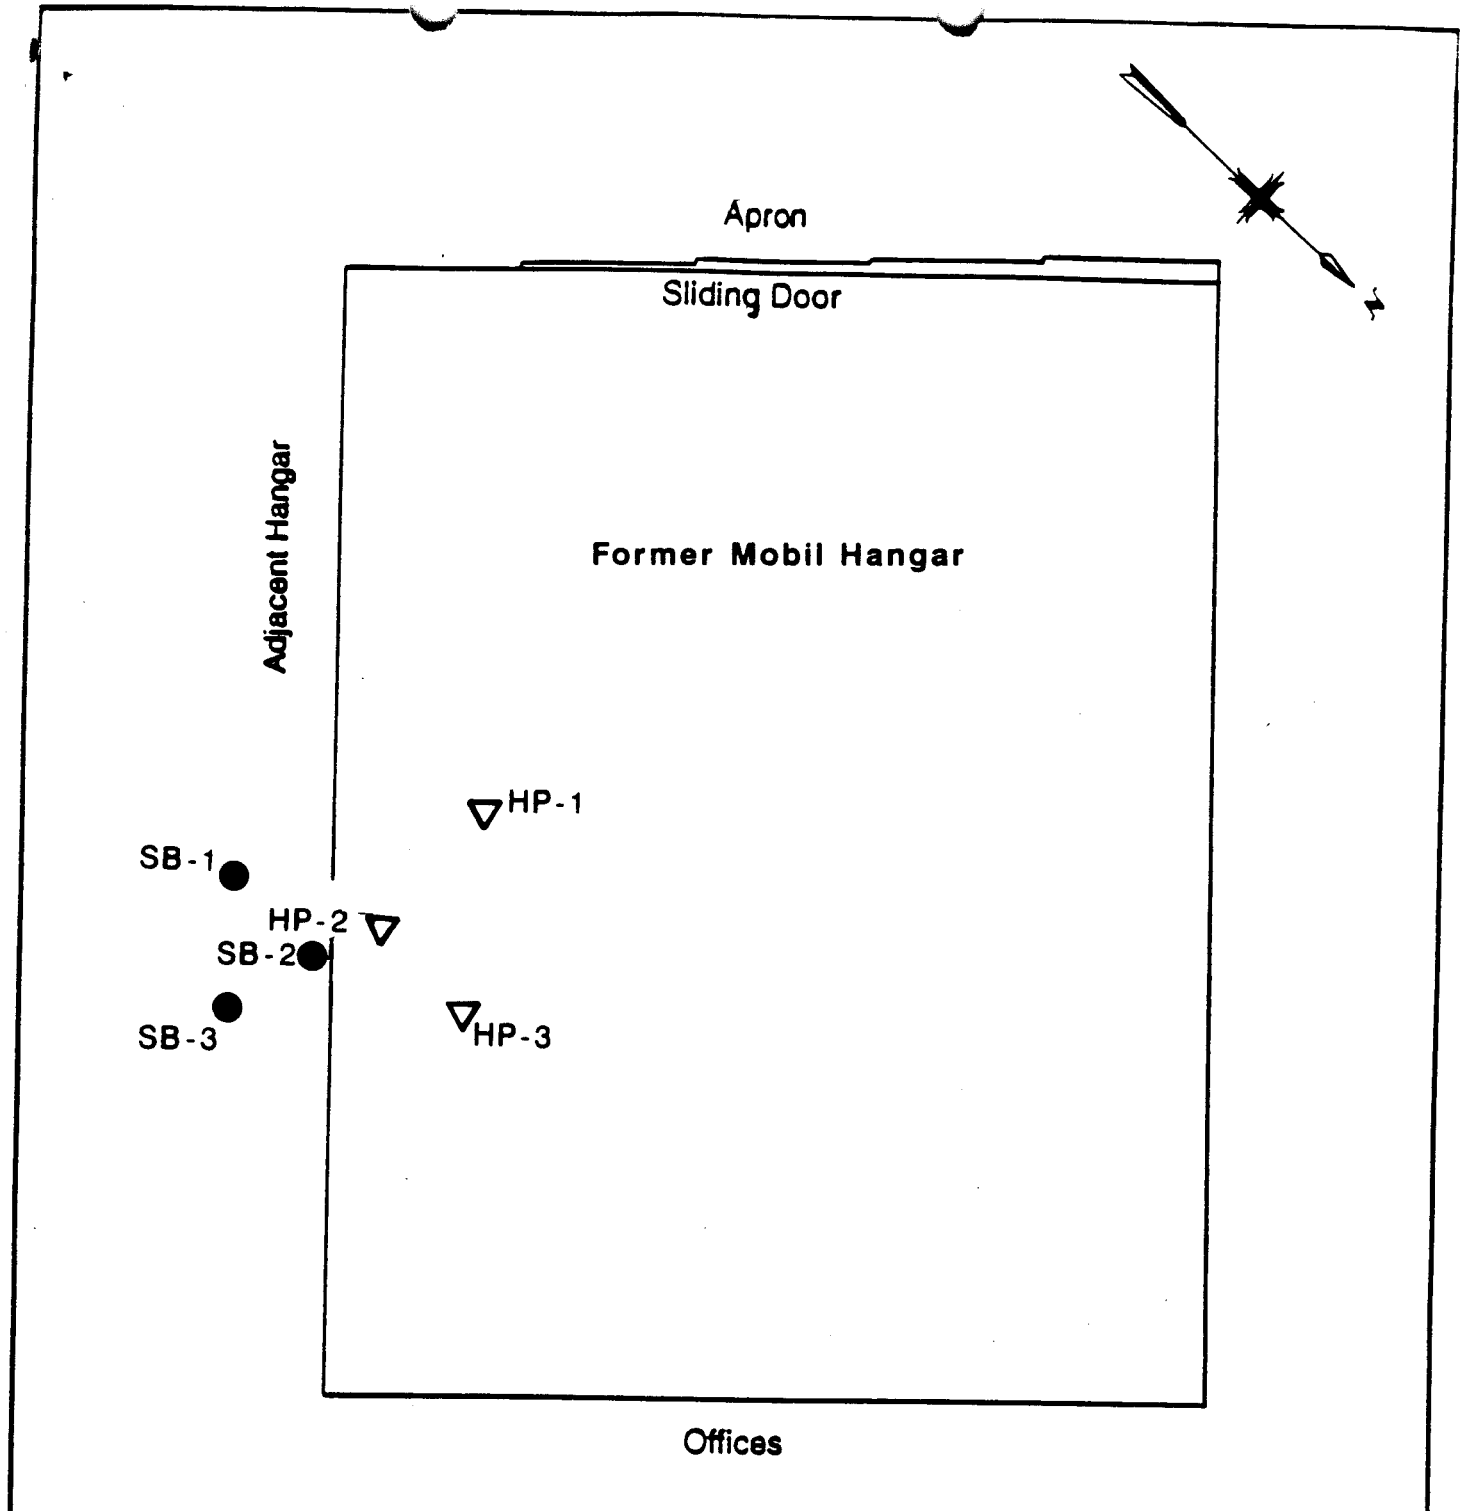 Apron
Sliding Door
N
Adjacent Hangar
Former Mobil Hangar
HP-1
SB-1
HP-2
SB-2
SB-3
HP-3
Offices